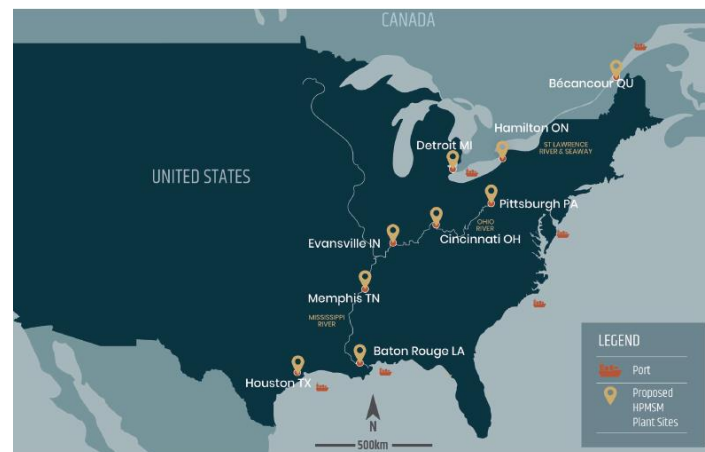 CANADA
Bécancour QU
Hamilton ON
Detroit MI
ST LAWRENCE
RIVER & SEAWAY
UNITED STATES
Pittsburgh PA
OHIO
RIVER
Evansville IN
Cincinnati OH
Memphis TN
MISSISSIPPI
RIVER
Baton Rouge LA
Houston TX
N
500km
LEGEND
Port
Proposed
HPMSM
Plant Sites